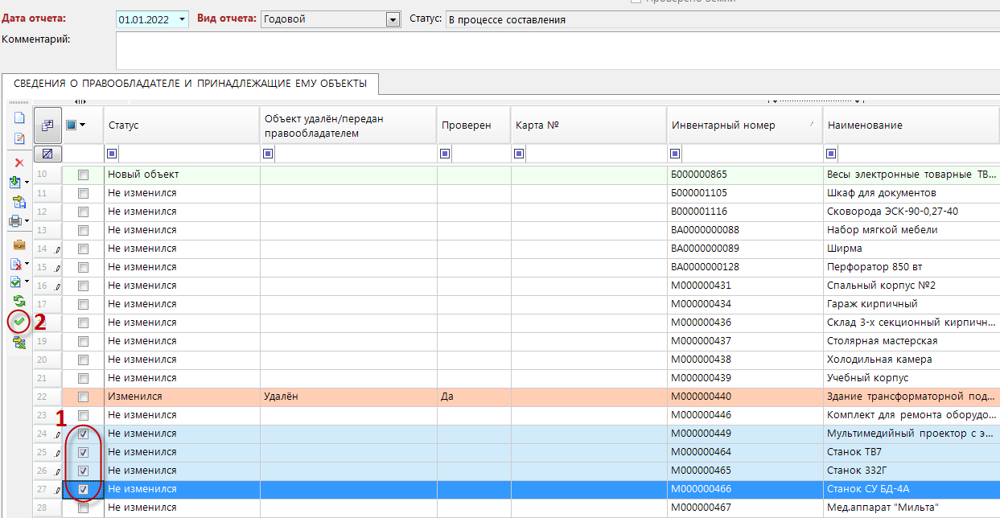 Проверено Земли
Дата отчета: 01.01.2022 Вид отчета: Годовой Статус: В процессе составления
Комментарий:
СВЕДЕНИЯ О ПРАВООБЛАДАТЕЛЕ И ПРИНАДЛЕЖАЩИЕ ЕМУ ОБЪЕКТЫ
Статус Объект удалён/передан правообладателем Проверен Карта № Инвентарный номер Наименование
10 Новый объект Б000000865 Весы электронные товарные ТВ...
11 Не изменился Б000001105 Шкаф для документов
12 Не изменился В000001116 Сковорода ЭСК-90-0,27-40
13 Не изменился ВА0000000088 Набор мягкой мебели
14 Не изменился ВА0000000089 Ширма
15 Не изменился ВА0000000128 Перфоратор 850 вт
16 Не изменился М000000431 Спальный корпус №2
17 Не изменился М000000434 Гараж кирпичный
2 Не изменился М000000436 Склад 3-х секционный кирпичн...
19 Не изменился М000000437 Столярная мастерская
20 Не изменился М000000438 Холодильная камера
21 Не изменился М000000439 Учебный корпус
22 Изменился Удалён Да М000000440 Здание трансформаторной под...
23 1 Не изменился М000000446 Комплект для ремонта оборудо...
24 Не изменился М000000449 Мультимедийный проектор с э...
25 Не изменился М000000464 Станок ТВ7
26 Не изменился М000000465 Станок 332Г
27 Не изменился М000000466 Станок СУ БД-4А
28 Не изменился М000000467 Мед.аппарат "Мильта"